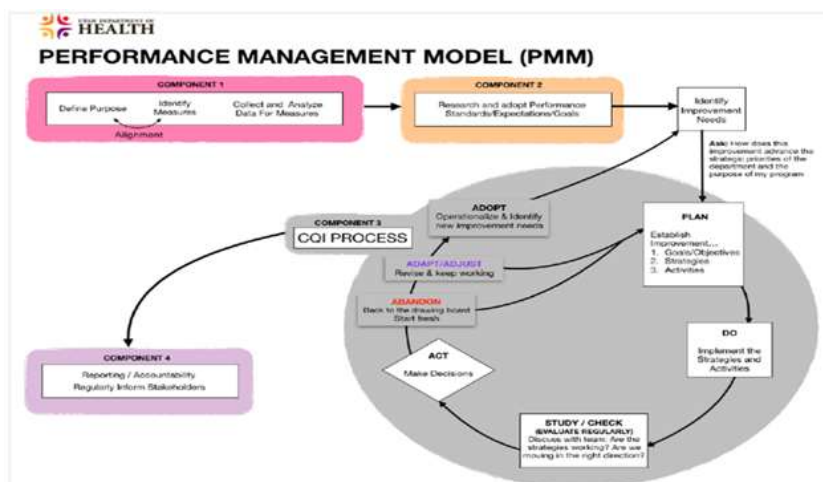 UTAH DEPARTMENT OF
HEALTH
PERFORMANCE MANAGEMENT MODEL (PMM)
COMPONENT 1
Define Purpose
Identify
Measures
Collect and Analyze
Data For Measures
Alignment
COMPONENT 2
Research and adopt Performance
Standards/Expectations/Goals
Identify
Improvement
Needs
Ask: How does this
improvement advance the
strategic priorities of the
department and the
purpose of my program
COMPONENT 3
CQI PROCESS
ADOPT
Operationalize & Identify
new improvement needs
ADAPT/ADJUST
Revise & keep working
ABANDON
Back to the drawing board
Start fresh
PLAN
Establish
Improvement...
1. Goals/Objectives
2. Strategies
3. Activities
DO
Implement the
Strategies and
Activities
STUDY / CHECK
(EVALUATE REGULARLY)
Discuss with team: Are the
strategies working? Are we
moving in the right direction?
ACT
Make Decisions
COMPONENT 4
Reporting / Accountability
Regularly Inform Stakeholders